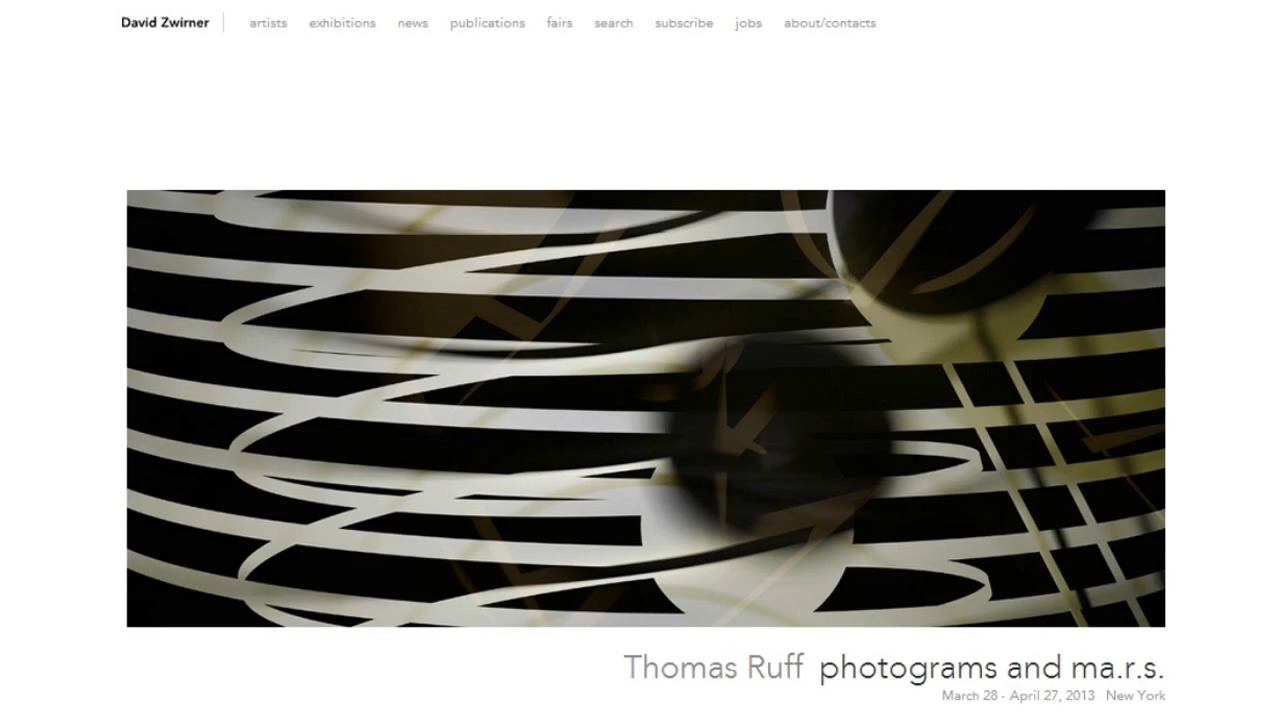 David Zwirner artists exhibitions news publications fairs search subscribe jobs about/contacts
Thomas Ruff photograms and ma.r.s.
March 28 - April 27, 2013 New York